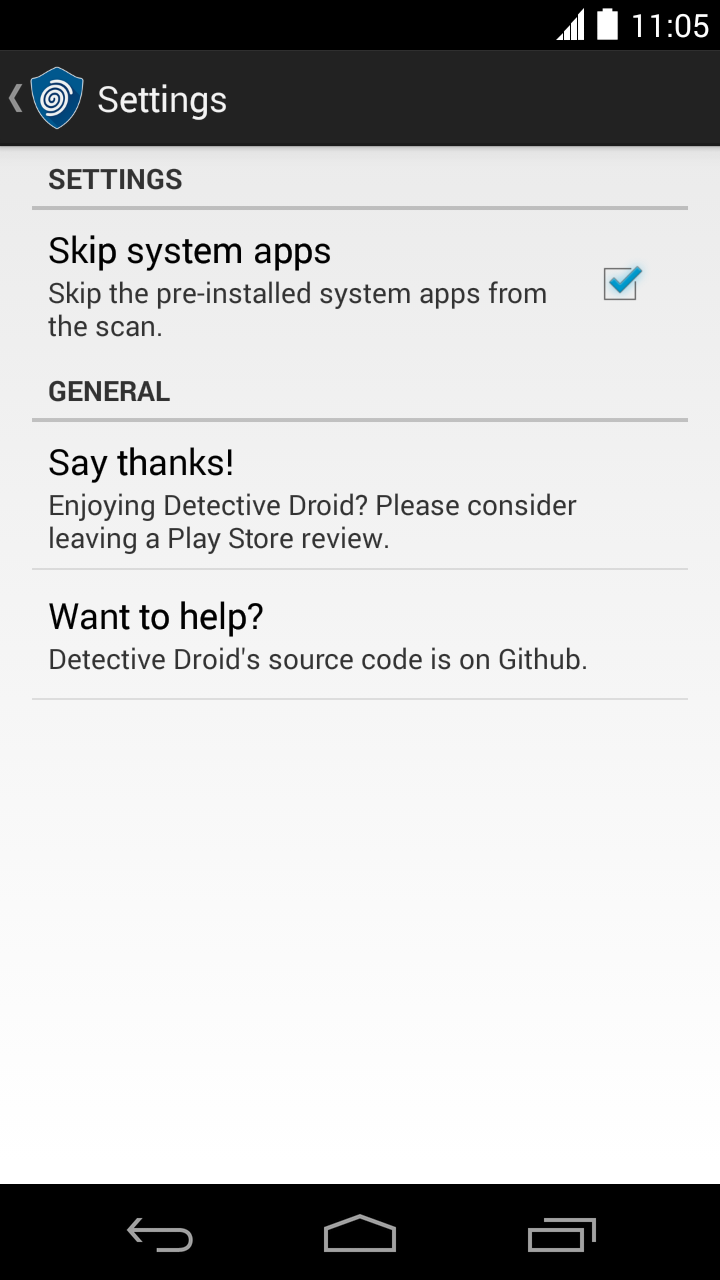 11:05
Settings
SETTINGS
Skip system apps
Skip the pre-installed system apps from
the scan.
GENERAL
Say thanks!
Enjoying Detective Droid? Please consider
leaving a Play Store review.
Want to help?
Detective Droid's source code is on Github.